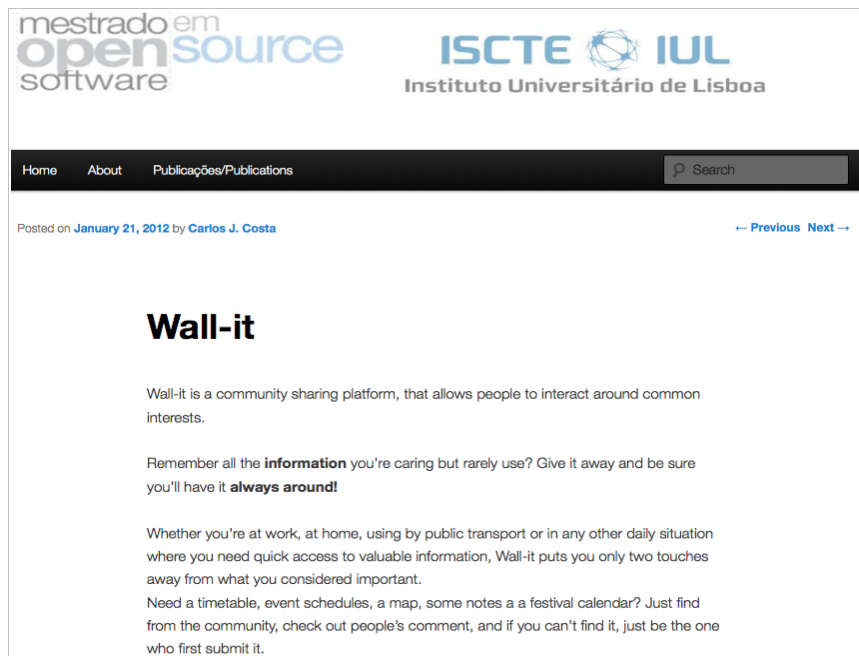 mestrado em
open source
software
ISCTE IUL
Instituto Universitário de Lisboa
Home About Publicações/Publications Search
Posted on January 21, 2012 by Carlos J. Costa ← Previous Next →
Wall-it
Wall-it is a community sharing platform, that allows people to interact around common
interests.
Remember all the information you're caring but rarely use? Give it away and be sure
you'll have it always around!
Whether you're at work, at home, using by public transport or in any other daily situation
where you need quick access to valuable information, Wall-it puts you only two touches
away from what you considered important.
Need a timetable, event schedules, a map, some notes a a festival calendar? Just find
from the community, check out people's comment, and if you can't find it, just be the one
who first submit it.